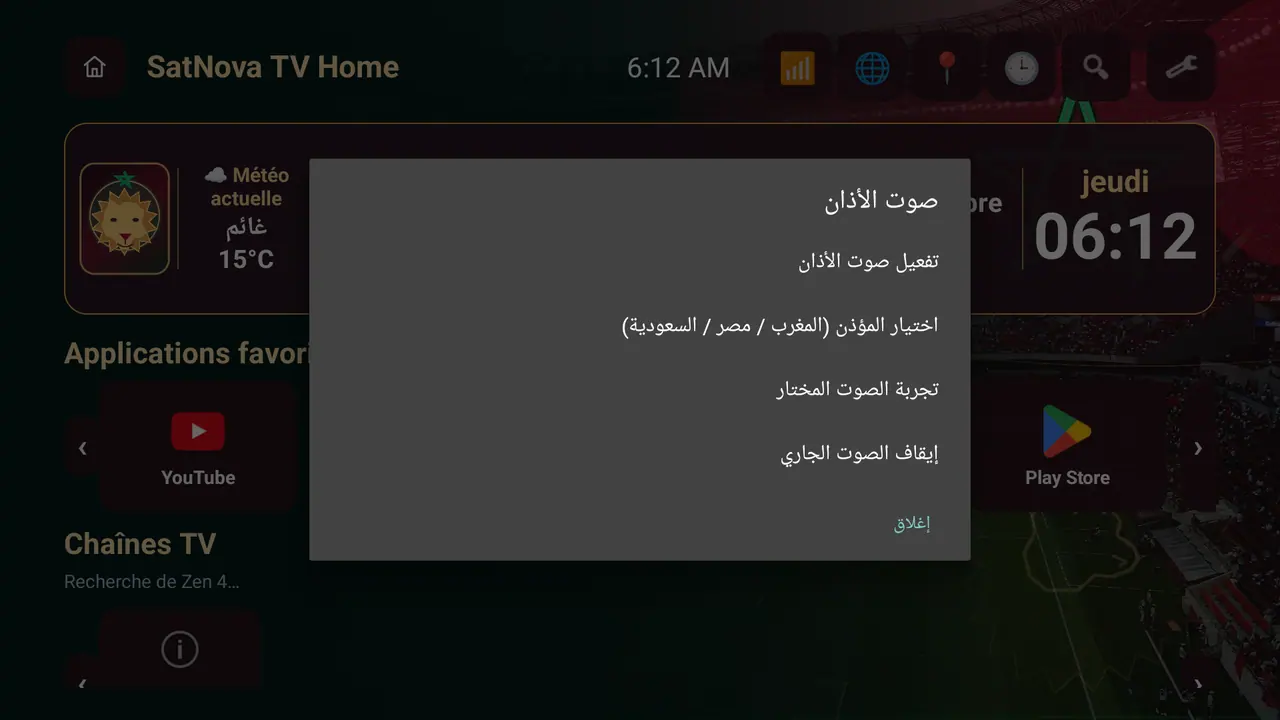 SatNova TV Home
6:12 AM
Météo
actuelle
غائم
15°C
jeudi
06:12
صوت الأذان
تفعيل صوت الأذان
اختيار المؤذن (المغرب / مصر / السعودية)
تجربة الصوت المختار
إيقاف الصوت الجاري
إغلاق
Applications favori
YouTube
Play Store
Chaînes TV
Recherche de Zen 4...